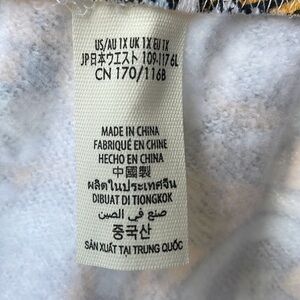 US/AU 1X UK 1X EU 1X
JP日本ウエスト 109-117 6L
CN 170/116B
MADE IN CHINA
FABRIQUÉ EN CHINE
HECHO EN CHINA
中國製
ผลิตในประเทศจีน
DIBUAT DI TIONGKOK
صنع في الصين
중국산
SẢN XUẤT TẠI TRUNG QUỐC